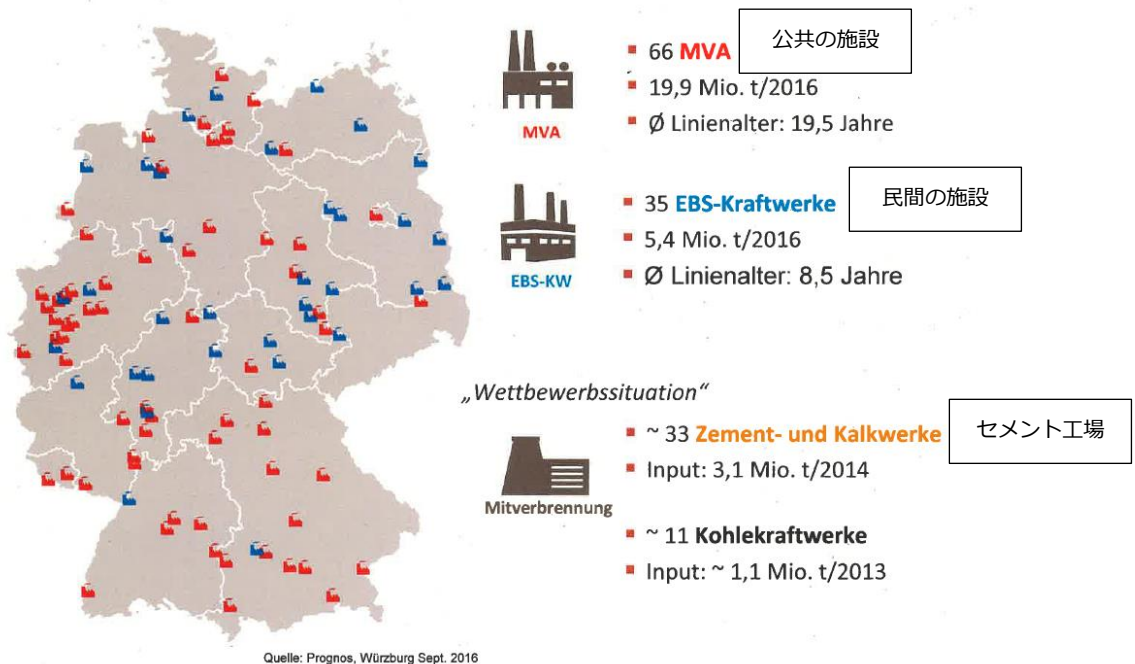 66 MVA
公共の施設
19,9 Mio. t/2016
Ø Linienalter: 19,5 Jahre
MVA
35 EBS-Kraftwerke
民間の施設
5,4 Mio. t/2016
Ø Linienalter: 8,5 Jahre
EBS-KW
„Wettbewerbssituation“
~ 33 Zement- und Kalkwerke
セメント工場
Input: 3,1 Mio. t/2014
Mitverbrennung
~ 11 Kohlekraftwerke
Input: ~ 1,1 Mio. t/2013
Quelle: Prognos, Würzburg Sept. 2016